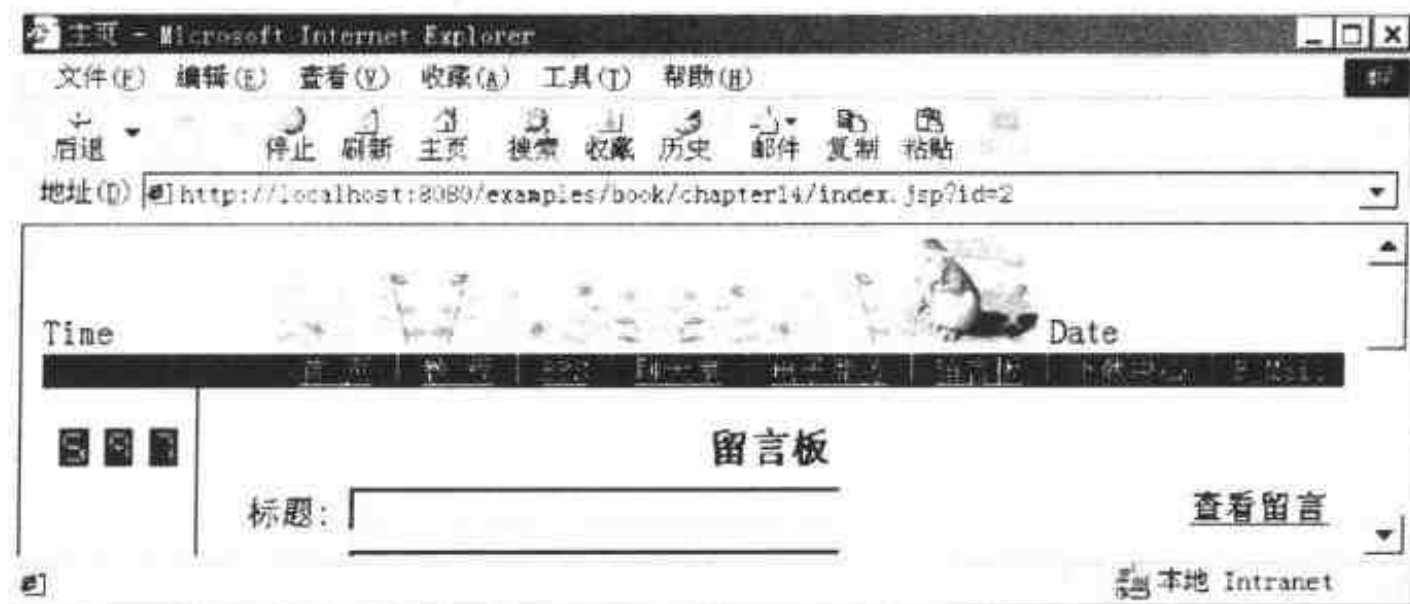 主页 - Microsoft Internet Explorer
文件(F) 编辑(E) 查看(V) 收藏(A) 工具(T) 帮助(H)
后退 停止 刷新 主页 搜索 收藏 历史 邮件 复制 粘贴
地址(D) http://localhost:8080/examples/book/chapter14/index.jsp?id=2
Time Date
留言板
标题:
查看留言
本地 Intranet